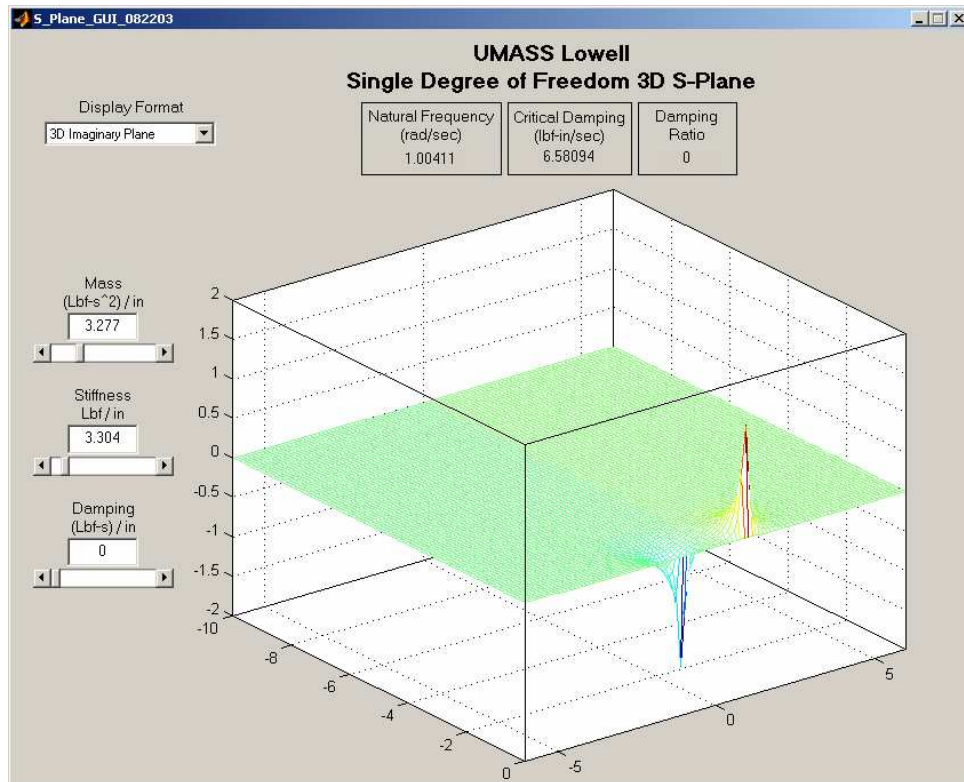 S_Plane_GUI_082203
UMASS Lowell
Single Degree of Freedom 3D S-Plane
Display Format
3D Imaginary Plane
Natural Frequency
(rad/sec)
1.00411
Critical Damping
(lbf-in/sec)
6.58094
Damping
Ratio
0
Mass
(Lbf-s^2) / in
3.277
Stiffness
Lbf / in
3.304
Damping
(Lbf-s) / in
0
2
1.5
1
0.5
0
-0.5
-1
-1.5
-2
-10
-8
-6
-4
-2
0
-5
0
5